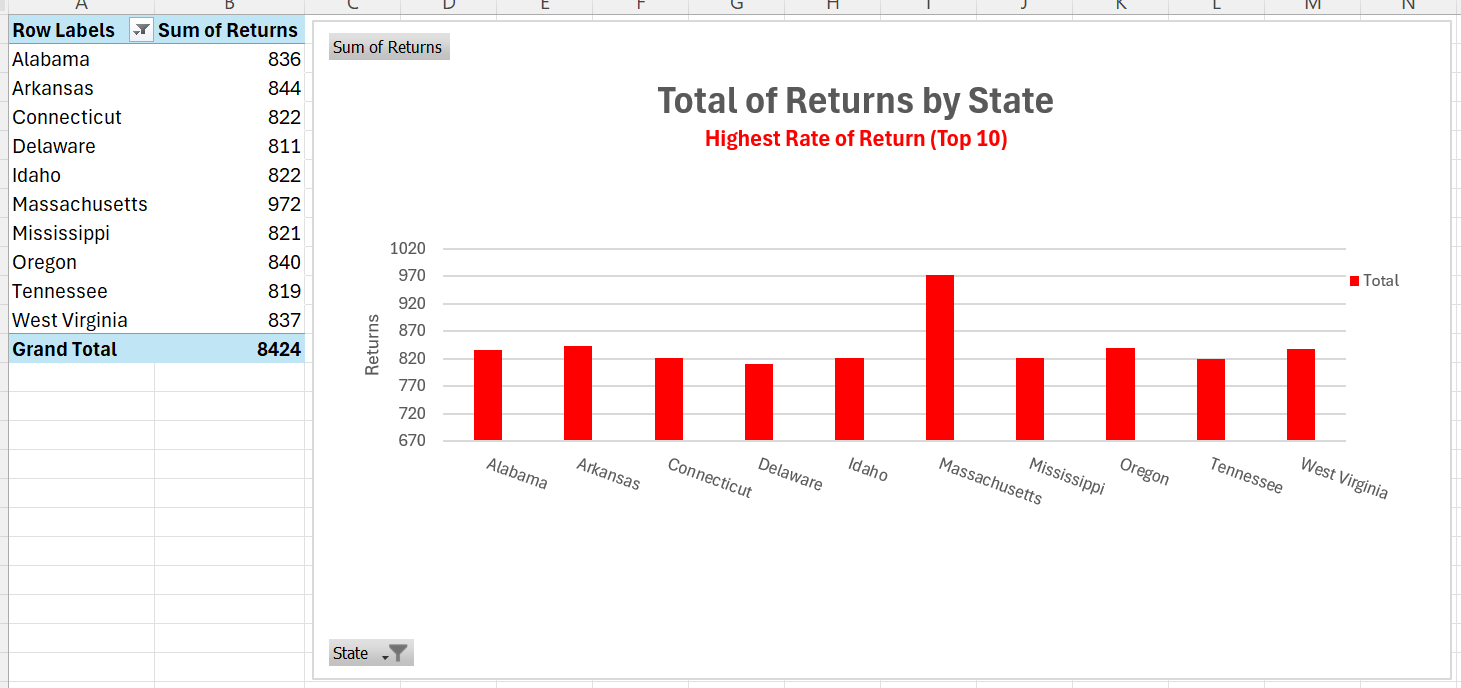 A B C D E F G H I J K L M N
Row Labels Sum of Returns
Alabama 836
Arkansas 844
Connecticut 822
Delaware 811
Idaho 822
Massachusetts 972
Mississippi 821
Oregon 840
Tennessee 819
West Virginia 837
Grand Total 8424
Sum of Returns
Total of Returns by State
Highest Rate of Return (Top 10)
Returns
1020
970
920
870
820
770
720
670
Alabama Arkansas Connecticut Delaware Idaho Massachusetts Mississippi Oregon Tennessee West Virginia
Total
State